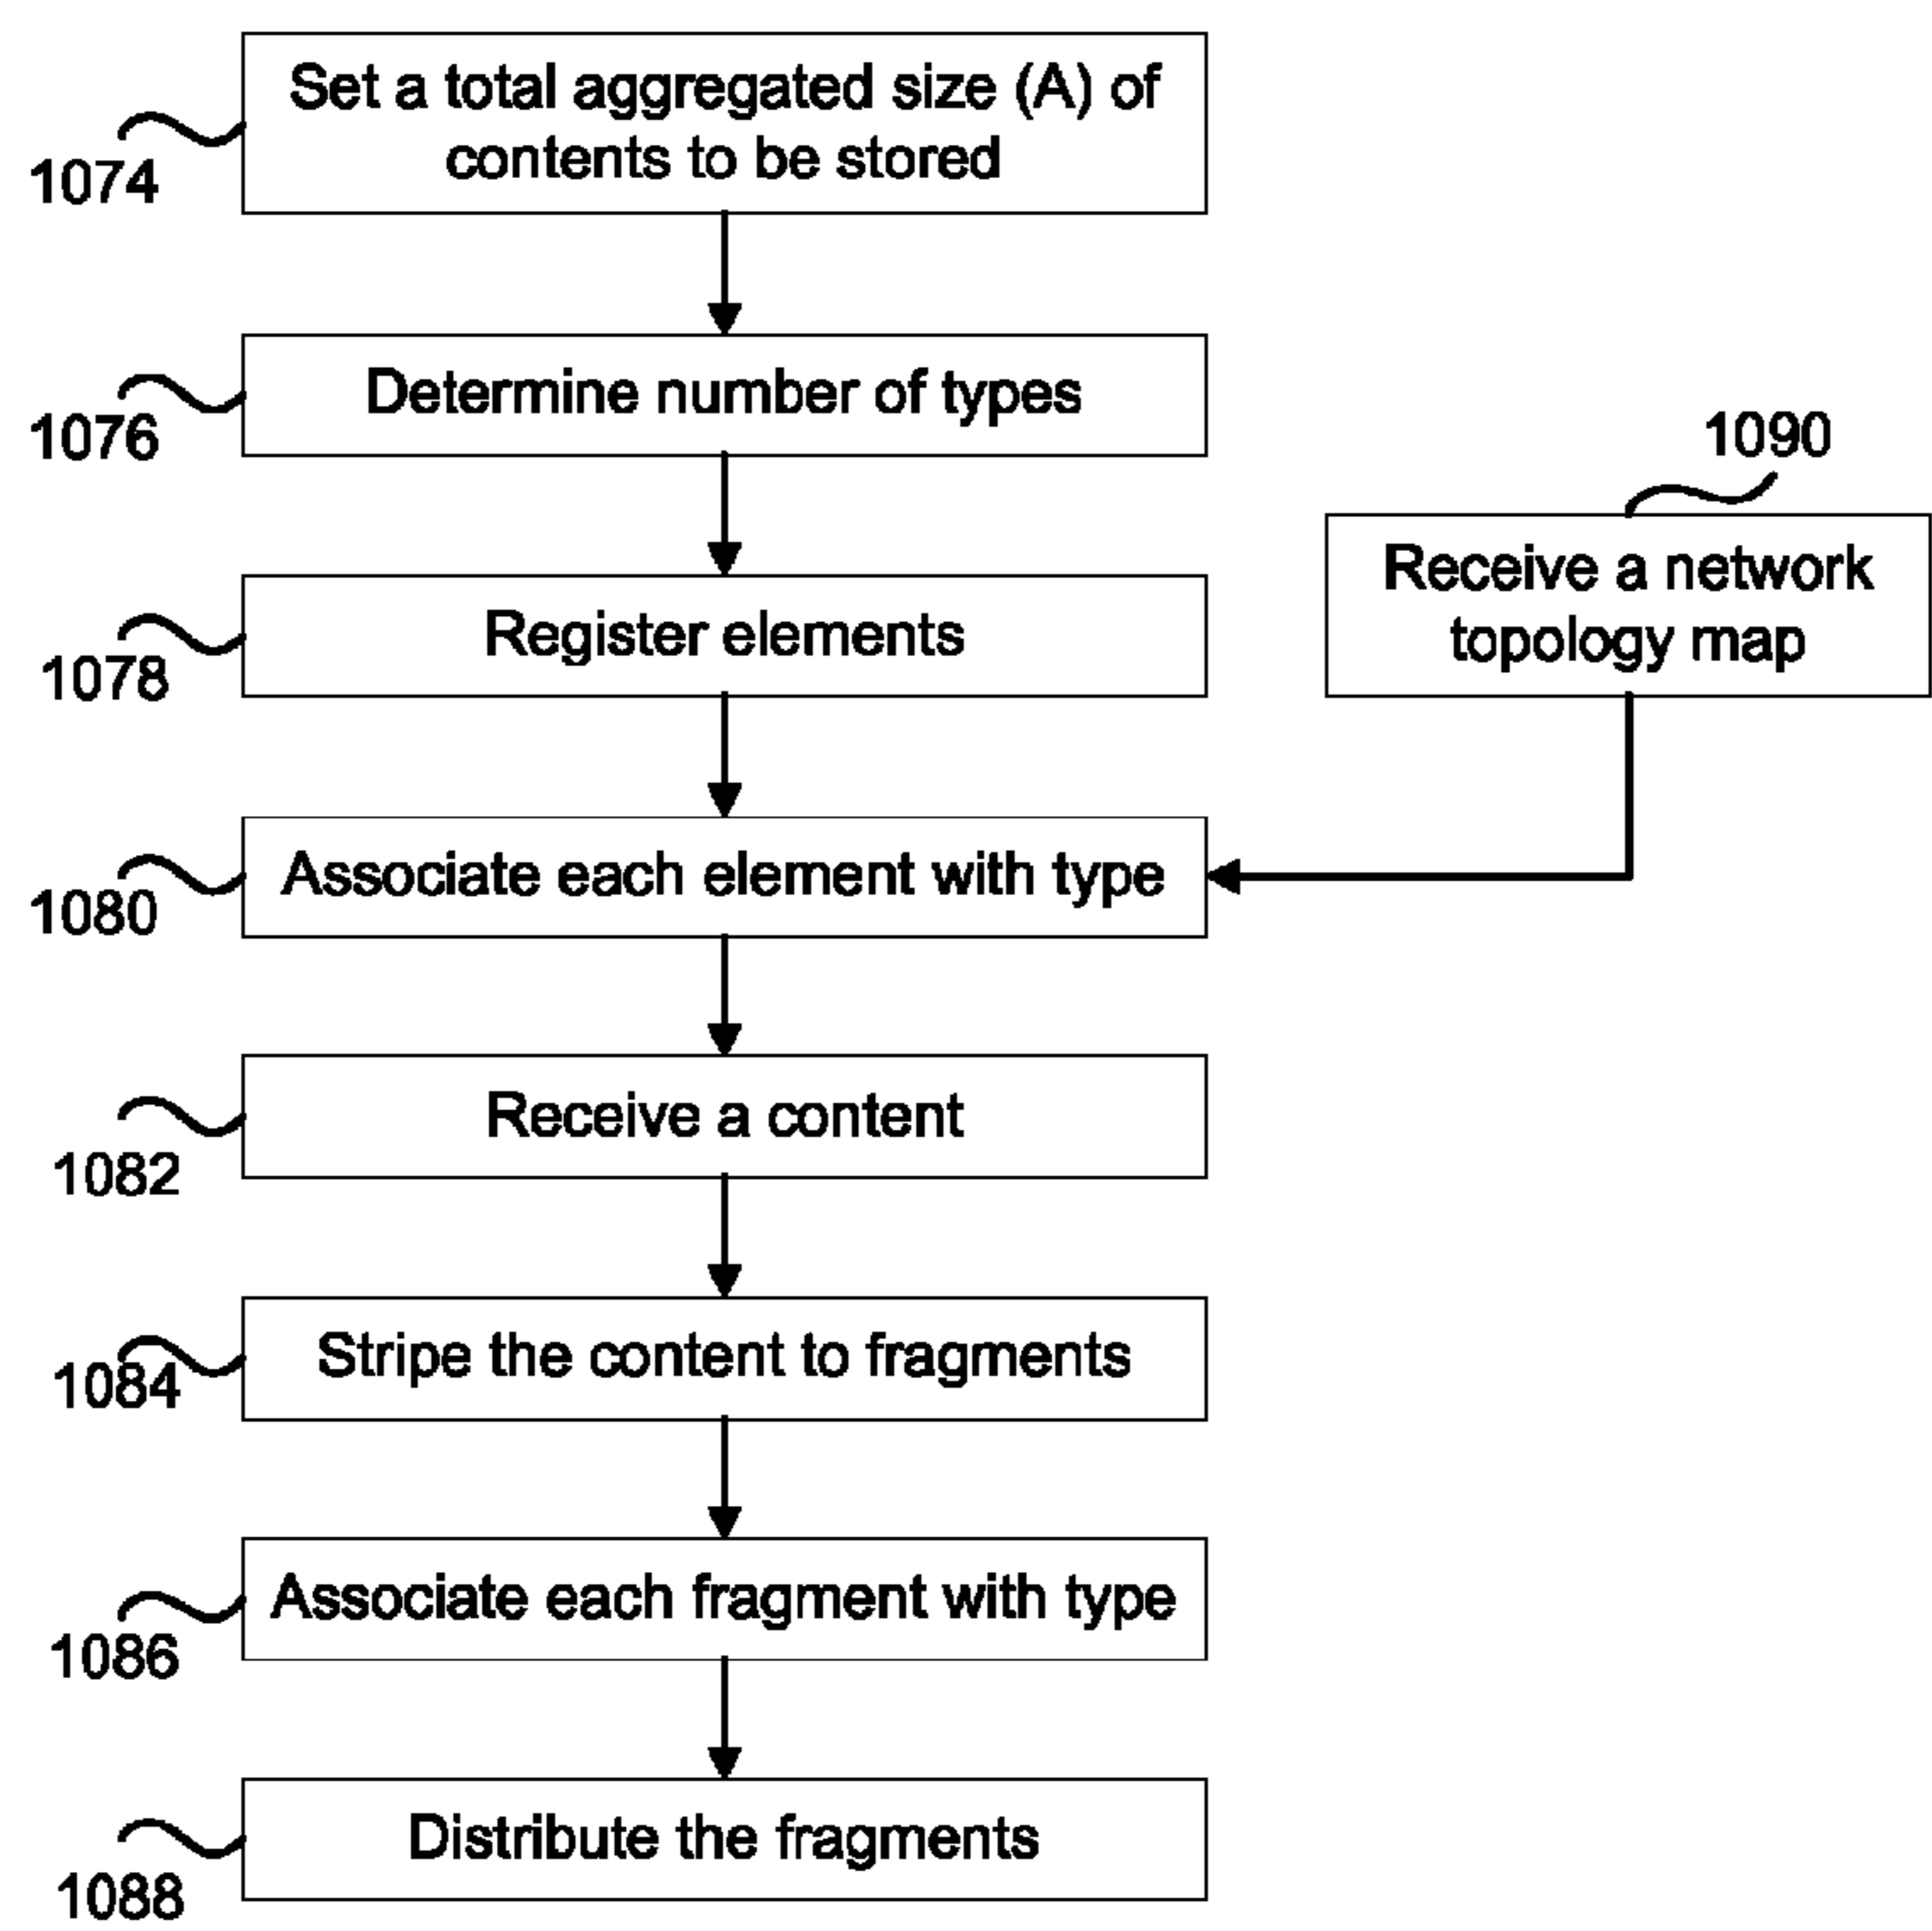 Set a total aggregated size (A) of
contents to be stored
1074
Determine number of types
1076
1090
Receive a network
topology map
Register elements
1078
Associate each element with type
1080
Receive a content
1082
Stripe the content to fragments
1084
Associate each fragment with type
1086
Distribute the fragments
1088